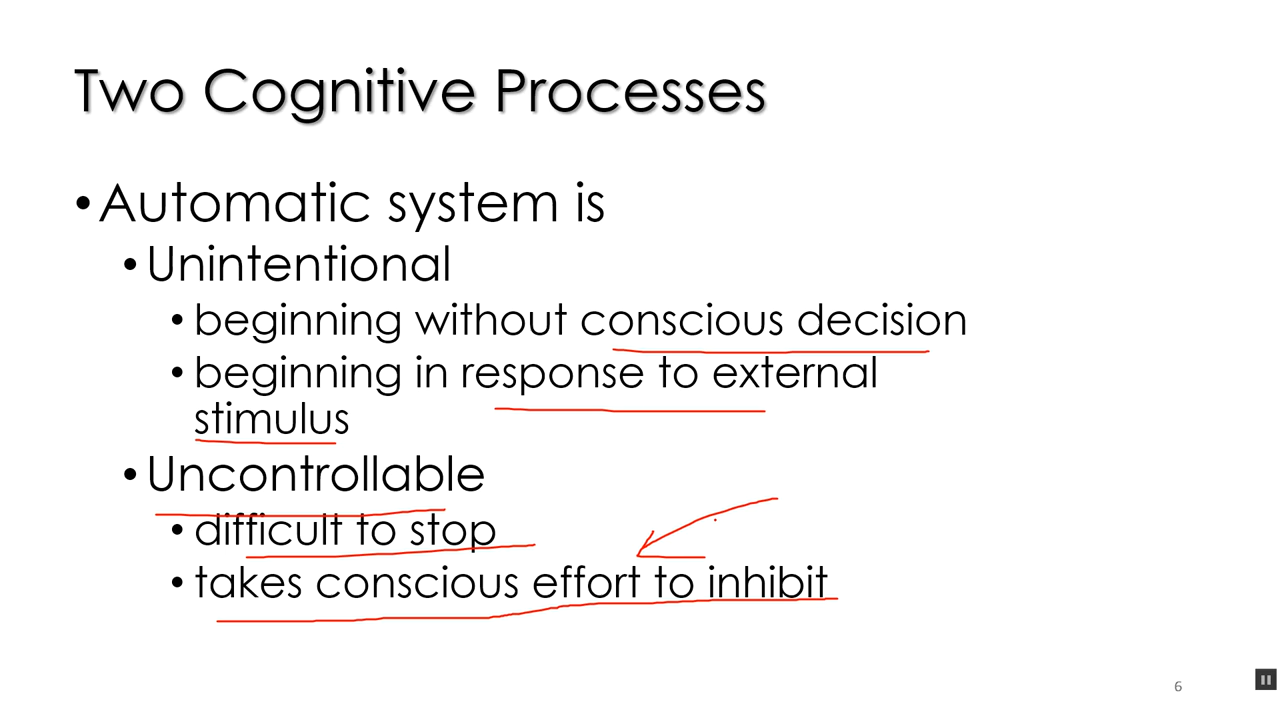 Two Cognitive Processes
• Automatic system is
• Unintentional
• beginning without conscious decision
• beginning in response to external
stimulus
• Uncontrollable
• difficult to stop
• takes conscious effort to inhibit
6